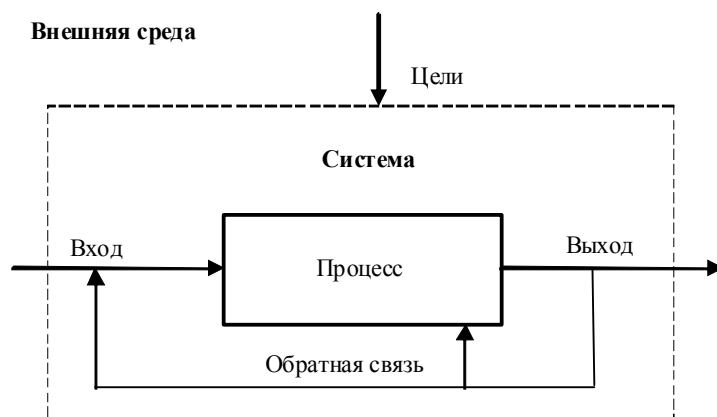 Внешняя среда
Цели
Система
Вход
Процесс
Выход
Обратная связь